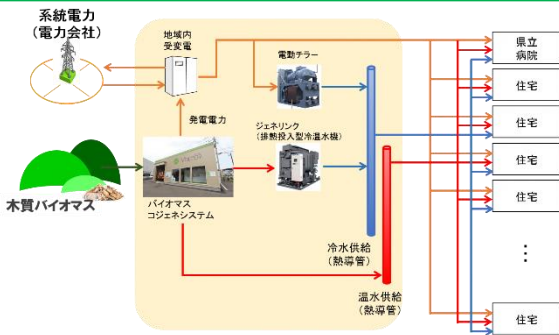 系統電力
(電力会社)
地域内
受変電
電動チラー
県立
病院
住宅
発電電力
ジェネリンク
(排熱投入型冷温水機)
住宅
住宅
木質バイオマス
バイオマス
コジェネシステム
住宅
冷水供給
(熱導管)
⋮
温水供給
(熱導管)
住宅